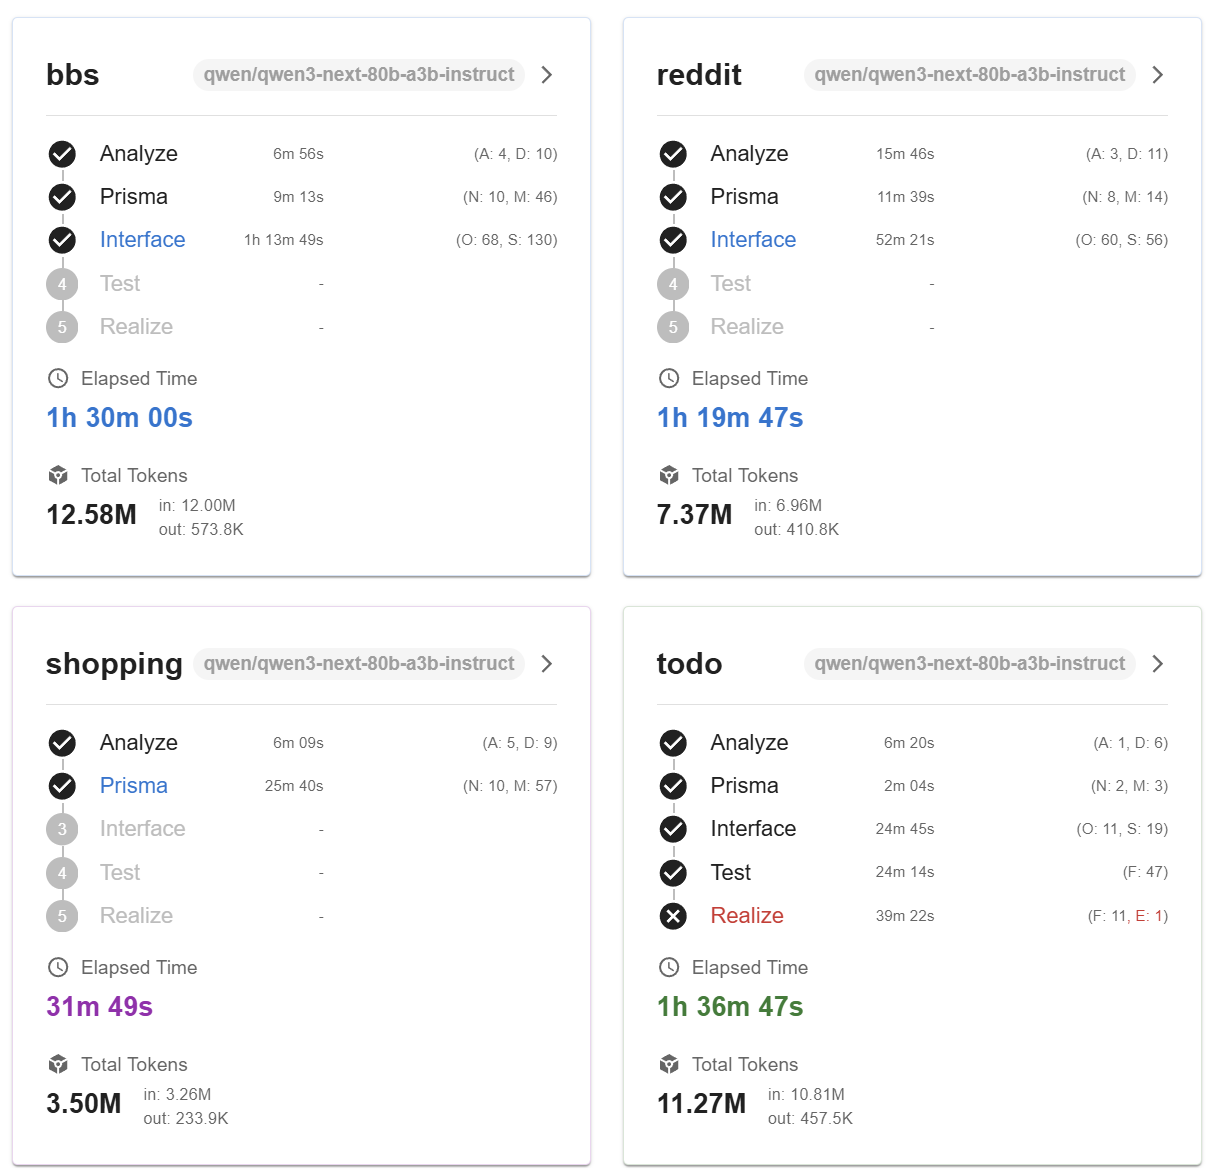 bbs qwen/qwen3-next-80b-a3b-instruct
Analyze 6m 56s (A: 4, D: 10)
Prisma 9m 13s (N: 10, M: 46)
Interface 1h 13m 49s (O: 68, S: 130)
4 Test -
5 Realize -
Elapsed Time
1h 30m 00s
Total Tokens
12.58M
in: 12.00M
out: 573.8K
reddit qwen/qwen3-next-80b-a3b-instruct
Analyze 15m 46s (A: 3, D: 11)
Prisma 11m 39s (N: 8, M: 14)
Interface 52m 21s (O: 60, S: 56)
4 Test -
5 Realize -
Elapsed Time
1h 19m 47s
Total Tokens
7.37M
in: 6.96M
out: 410.8K
shopping qwen/qwen3-next-80b-a3b-instruct
Analyze 6m 09s (A: 5, D: 9)
Prisma 25m 40s (N: 10, M: 57)
3 Interface -
4 Test -
5 Realize -
Elapsed Time
31m 49s
Total Tokens
3.50M
in: 3.26M
out: 233.9K
todo qwen/qwen3-next-80b-a3b-instruct
Analyze 6m 20s (A: 1, D: 6)
Prisma 2m 04s (N: 2, M: 3)
Interface 24m 45s (O: 11, S: 19)
Test 24m 14s (F: 47)
Realize 39m 22s (F: 11, E: 1)
Elapsed Time
1h 36m 47s
Total Tokens
11.27M
in: 10.81M
out: 457.5K